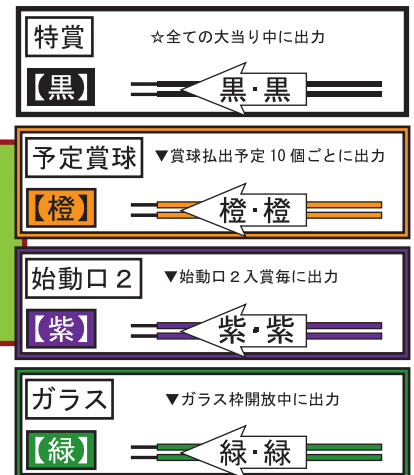 特賞 ☆全ての大当り中に出力
【黒】 黒・黒
予定賞球 ▼賞球払出予定10個ごとに出力
【橙】 橙・橙
始動口2 ▼始動口2入賞毎に出力
【紫】 紫・紫
ガラス ▼ガラス枠開放中に出力
【緑】 緑・緑